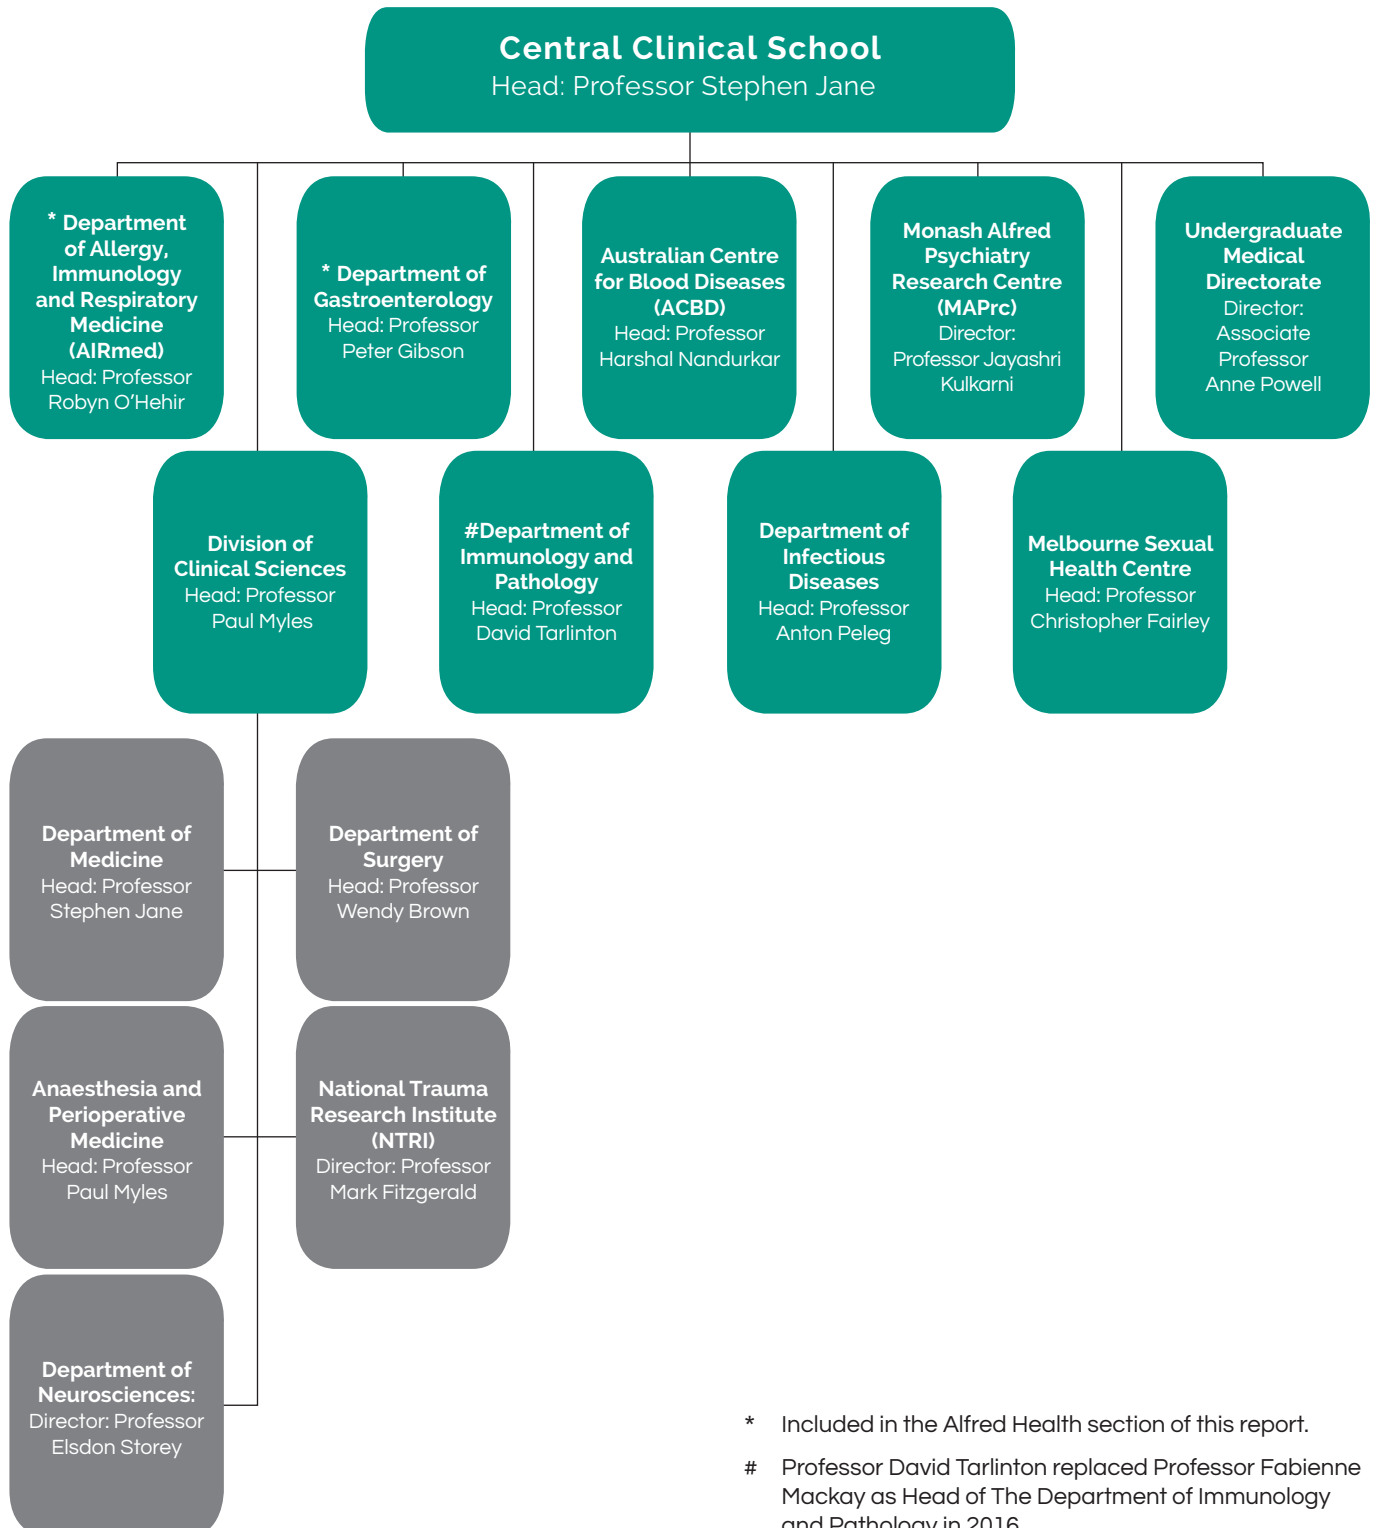 Central Clinical School
Head: Professor Stephen Jane
* Department
of Allergy,
Immunology
and Respiratory
Medicine
(AIRmed)
Head: Professor
Robyn O’Hehir
* Department of
Gastroenterology
Head: Professor
Peter Gibson
Australian Centre
for Blood Diseases
(ACBD)
Head: Professor
Harshal Nandurkar
Monash Alfred
Psychiatry
Research Centre
(MAPrc)
Director:
Professor Jayashri
Kulkarni
Undergraduate
Medical
Directorate
Director:
Associate
Professor
Anne Powell
Division of
Clinical Sciences
Head: Professor
Paul Myles
#Department of
Immunology and
Pathology
Head: Professor
David Tarlinton
Department of
Infectious
Diseases
Head: Professor
Anton Peleg
Melbourne Sexual
Health Centre
Head: Professor
Christopher Fairley
Department of
Medicine
Head: Professor
Stephen Jane
Department of
Surgery
Head: Professor
Wendy Brown
Anaesthesia and
Perioperative
Medicine
Head: Professor
Paul Myles
National Trauma
Research Institute
(NTRI)
Director: Professor
Mark Fitzgerald
Department of
Neurosciences:
Director: Professor
Elsdon Storey
* Included in the Alfred Health section of this report.
# Professor David Tarlinton replaced Professor Fabienne
Mackay as Head of The Department of Immunology
and Pathology in 2016